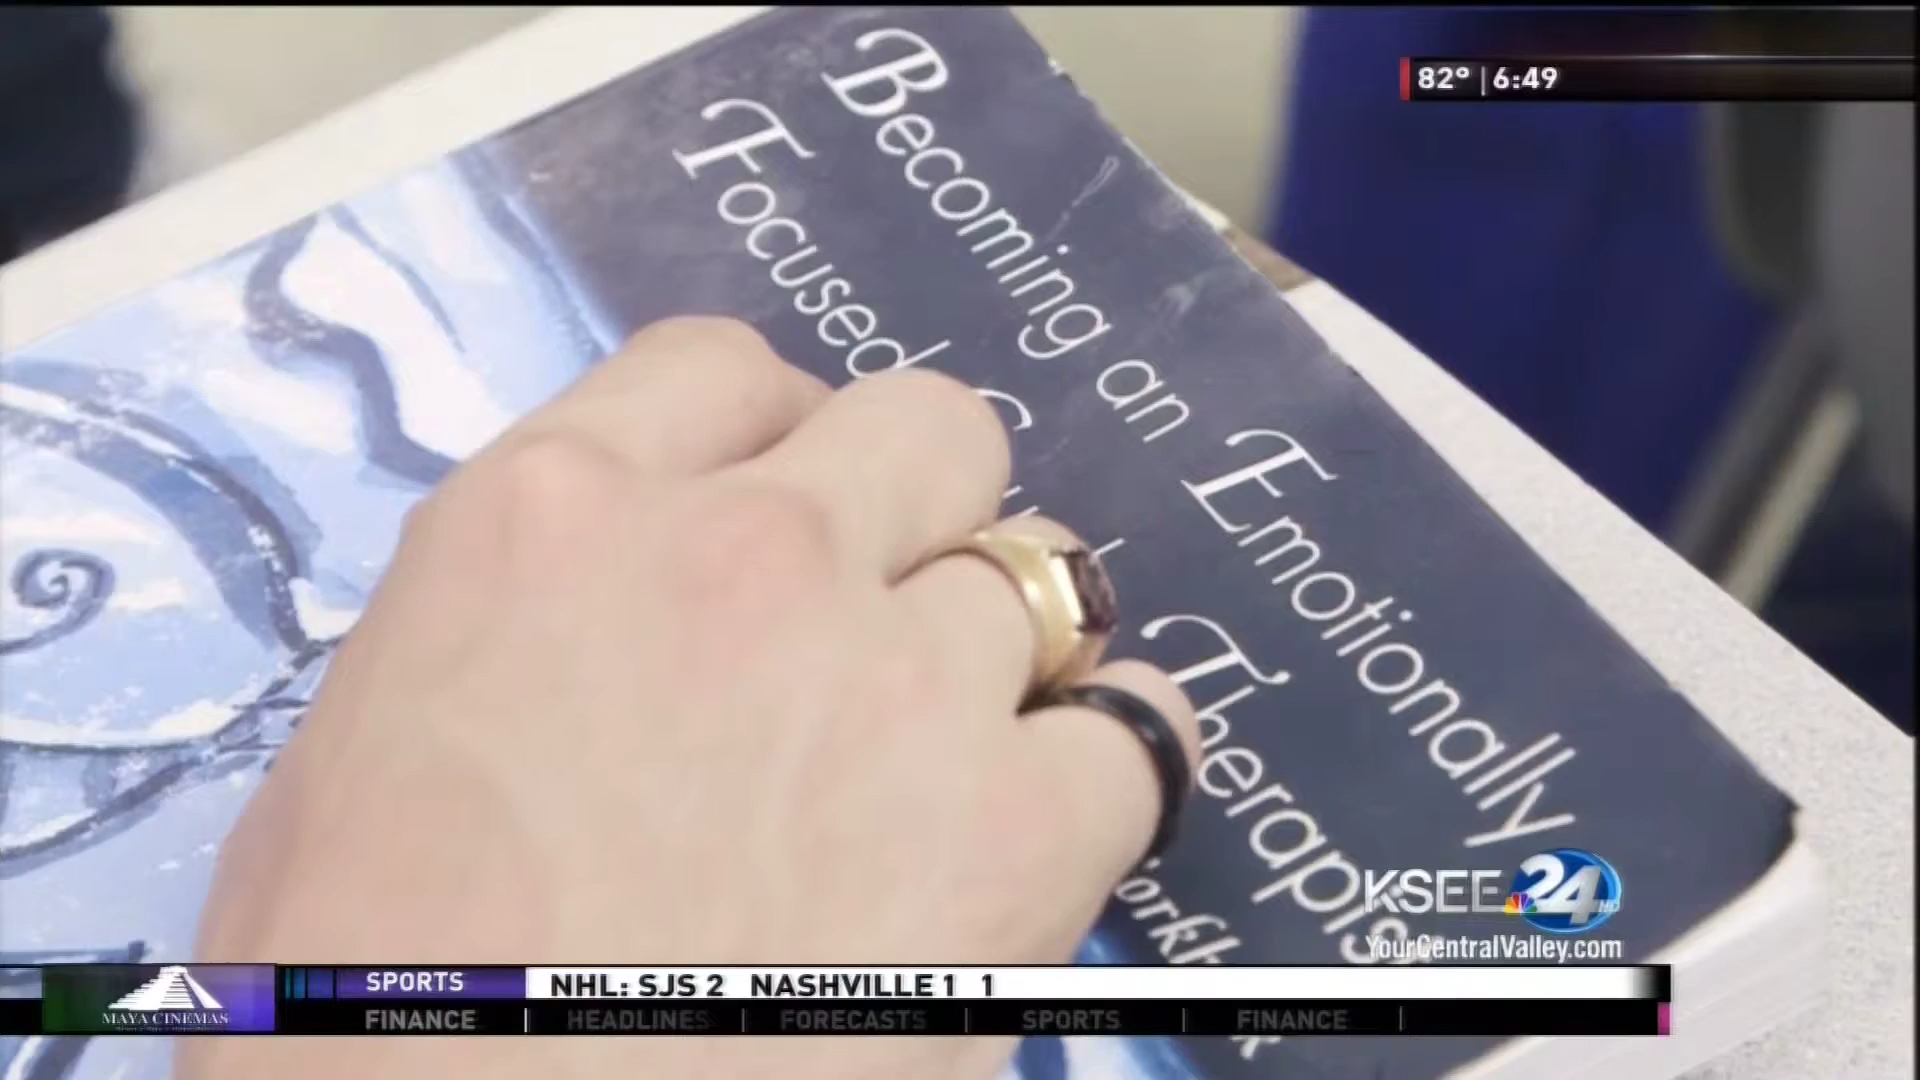 82° | 6:49
Becoming an Emotionally
Focused Therapist
KSEE 24 HD
YourCentralValley.com
MAYA CINEMAS
SPORTS NHL: SJS 2 NASHVILLE 1 1
FINANCE HEADLINES FORECASTS SPORTS FINANCE